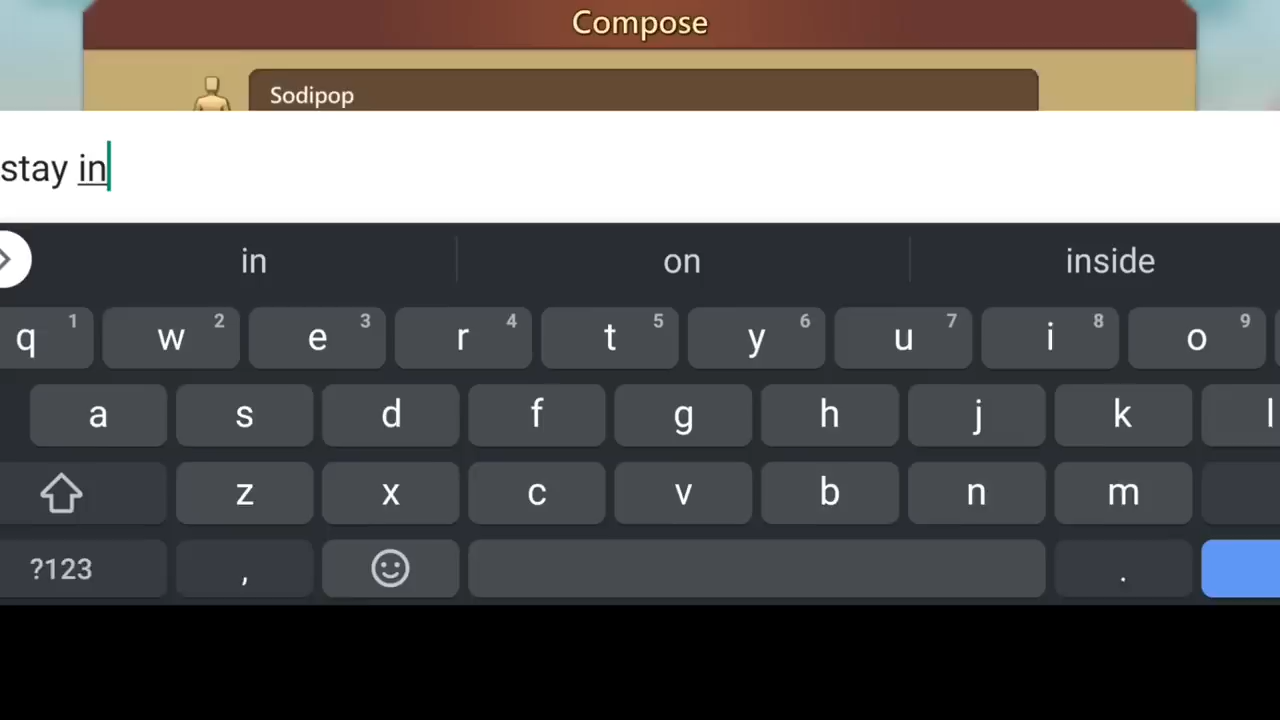 Compose
Sodipop
stay in
in on inside
q 1 w 2 e 3 r 4 t 5 y 6 u 7 i 8 o 9
a s d f g h j k l
z x c v b n m
?123 , .